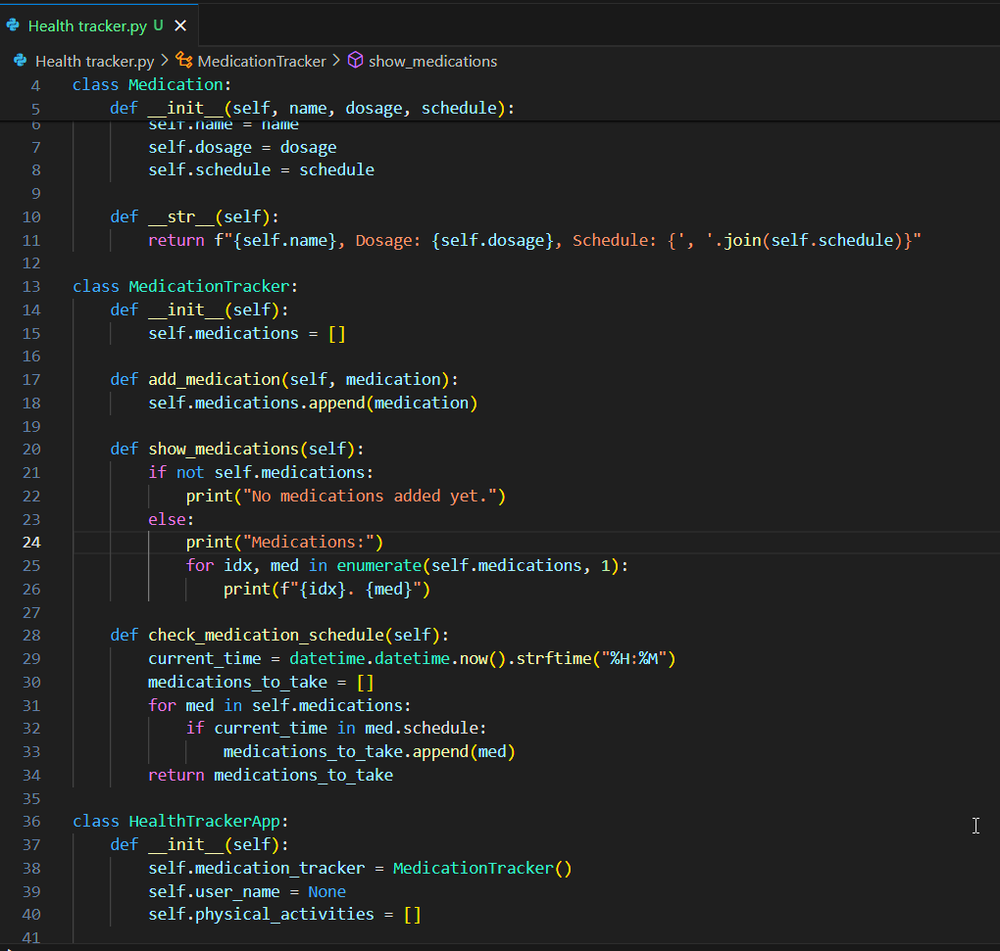 Health tracker.py U
Health tracker.py > MedicationTracker > show_medications
4 class Medication:
5     def __init__(self, name, dosage, schedule):
6         self.name = name
7         self.dosage = dosage
8         self.schedule = schedule
9
10     def __str__(self):
11         return f"{self.name}, Dosage: {self.dosage}, Schedule: {', '.join(self.schedule)}"
12
13 class MedicationTracker:
14     def __init__(self):
15         self.medications = []
16
17     def add_medication(self, medication):
18         self.medications.append(medication)
19
20     def show_medications(self):
21         if not self.medications:
22             print("No medications added yet.")
23         else:
24             print("Medications:")
25             for idx, med in enumerate(self.medications, 1):
26                 print(f"{idx}. {med}")
27
28     def check_medication_schedule(self):
29         current_time = datetime.datetime.now().strftime("%H:%M")
30         medications_to_take = []
31         for med in self.medications:
32             if current_time in med.schedule:
33                 medications_to_take.append(med)
34         return medications_to_take
35
36 class HealthTrackerApp:
37     def __init__(self):
38         self.medication_tracker = MedicationTracker()
39         self.user_name = None
40         self.physical_activities = []
41